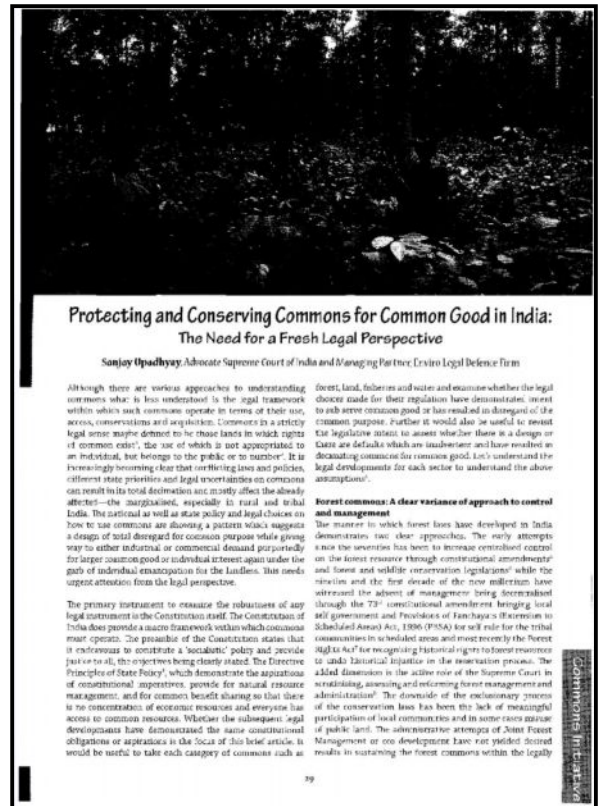 Protecting and Conserving Commons for Common Good in India:
The Need for a Fresh Legal Perspective
Sanjay Upadhyay, Advocate Supreme Court of India and Managing Partner, Enviro Legal Defence Firm
Although there are various approaches to understanding
commons what is less understood is the legal framework
within which such commons operate in terms of their use,
access, conservations and acquisition. Commons in a strictly
legal sense maybe defined to be those lands in which rights
of common exist¹, the use of which is not appropriated to
an individual, but belongs to the public or to number². It is
increasingly becoming clear that conflicting laws and policies,
different state priorities and legal uncertainties on commons
can result in its total decimation and mostly affect the already
affected—the marginalised, especially in rural and tribal
India. The national as well as state policy and legal choices on
how to use commons are showing a pattern which suggests
a design of total disregard for common purpose while giving
way to either industrial or commercial demand purportedly
for larger common good or individual interest again under the
garb of individual emancipation for the landless. This needs
urgent attention from the legal perspective.
The primary instrument to examine the robustness of any
legal instrument is the Constitution itself. The Constitution of
India does provide a macro framework within which commons
must operate. The preamble of the Constitution states that
it endeavours to constitute a 'socialistic' polity and provide
justice to all, the objectives being clearly stated. The Directive
Principles of State Policy³, which demonstrate the aspirations
of constitutional imperatives, provide for natural resource
management, and for common benefit sharing so that there
is no concentration of economic resources and everyone has
access to common resources. Whether the subsequent legal
developments have demonstrated the same constitutional
obligations or aspirations is the focus of this brief article. It
would be useful to take each category of commons such as
forest, land, fisheries and water and examine whether the legal
choices made for their regulation have demonstrated intent
to sub serve common good or has resulted in disregard of the
common purpose. Further it would also be useful to revisit
the legislative intent to assess whether there is a design or
there are defaults which are inadvertent and have resulted in
decimating commons for common good. Let's understand the
legal developments for each sector to understand the above
assumptions⁴.
Forest commons: A clear variance of approach to control
and management
The manner in which forest laws have developed in India
demonstrates two clear approaches. The early attempts
since the seventies has been to increase centralised control
on the forest resource through constitutional amendments⁵
and forest and wildlife conservation legislations⁶ while the
nineties and the first decade of the new millenium have
witnessed the advent of management being decentralised
through the 73ʳᵈ constitutional amendment bringing local
self government and Provisions of Panchaya's (Extension to
Scheduled Areas) Act, 1996 (PESA) for self rule for the tribal
communities in scheduled areas and most recently the Forest
Rights Act⁷ for recognising historical rights to forest resources
to undo historical injustice in the reservation process. The
added dimension is the active role of the Supreme Court in
scrutinising, assessing and reforming forest management and
administration⁸. The downside of the exclusionary process
of the conservation laws has been the lack of meaningful
participation of local communities and in some cases misuse
of public land. The administrative attempts of Joint Forest
Management or eco development have not yielded desired
results in sustaining the forest commons within the legally
Commons Initiative
29